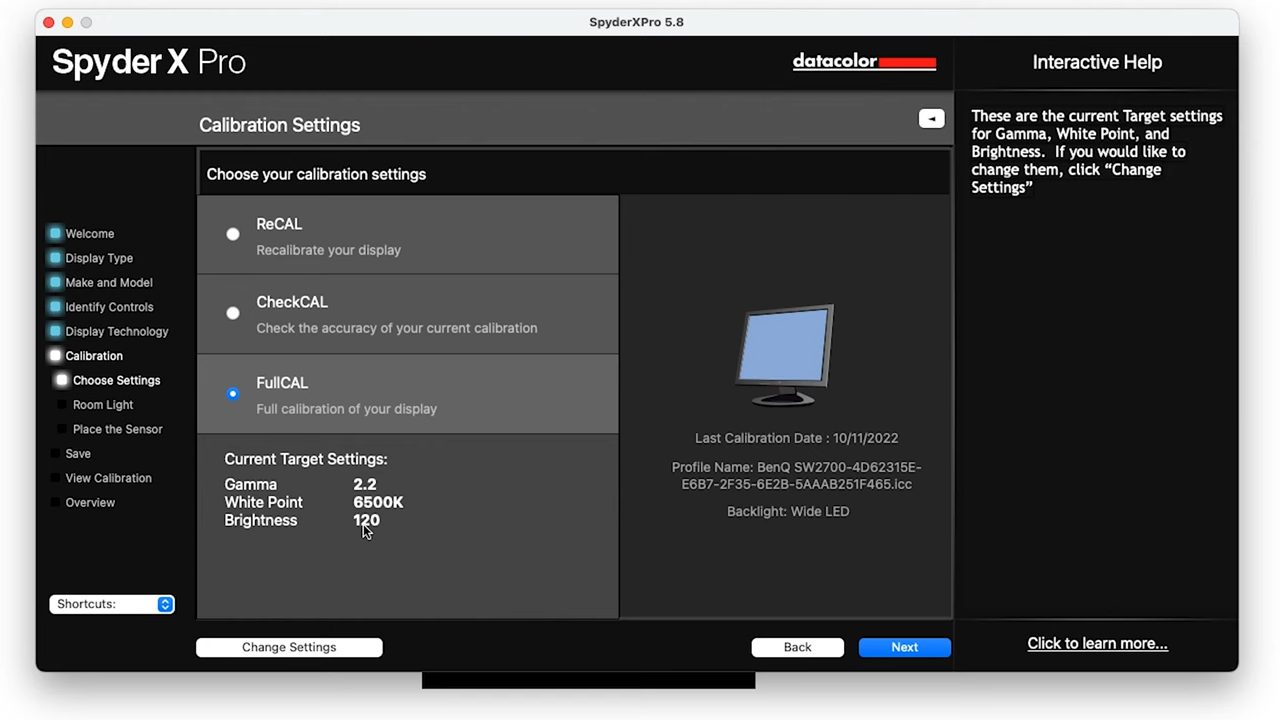 SpyderXPro 5.8
Spyder X Pro
datacolor
Interactive Help
Calibration Settings
◄
These are the current Target settings
for Gamma, White Point, and
Brightness. If you would like to
change them, click “Change
Settings”
Choose your calibration settings
Welcome
Display Type
Make and Model
Identify Controls
Display Technology
Calibration
Choose Settings
Room Light
Place the Sensor
Save
View Calibration
Overview
Shortcuts:
ReCAL
Recalibrate your display
CheckCAL
Check the accuracy of your current calibration
FullCAL
Full calibration of your display
Current Target Settings:
Gamma 2.2
White Point 6500K
Brightness 120
Last Calibration Date : 10/11/2022
Profile Name: BenQ SW2700-4D62315E-
E6B7-2F35-6E2B-5AAAB251F465.icc
Backlight: Wide LED
Change Settings
Back
Next
Click to learn more...